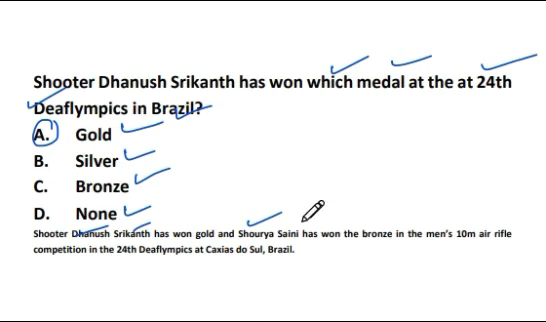 Shooter Dhanush Srikanth has won which medal at the at 24th
Deaflympics in Brazil?
A. Gold
B. Silver
C. Bronze
D. None
Shooter Dhanush Srikanth has won gold and Shourya Saini has won the bronze in the men's 10m air rifle
competition in the 24th Deaflympics at Caxias do Sul, Brazil.